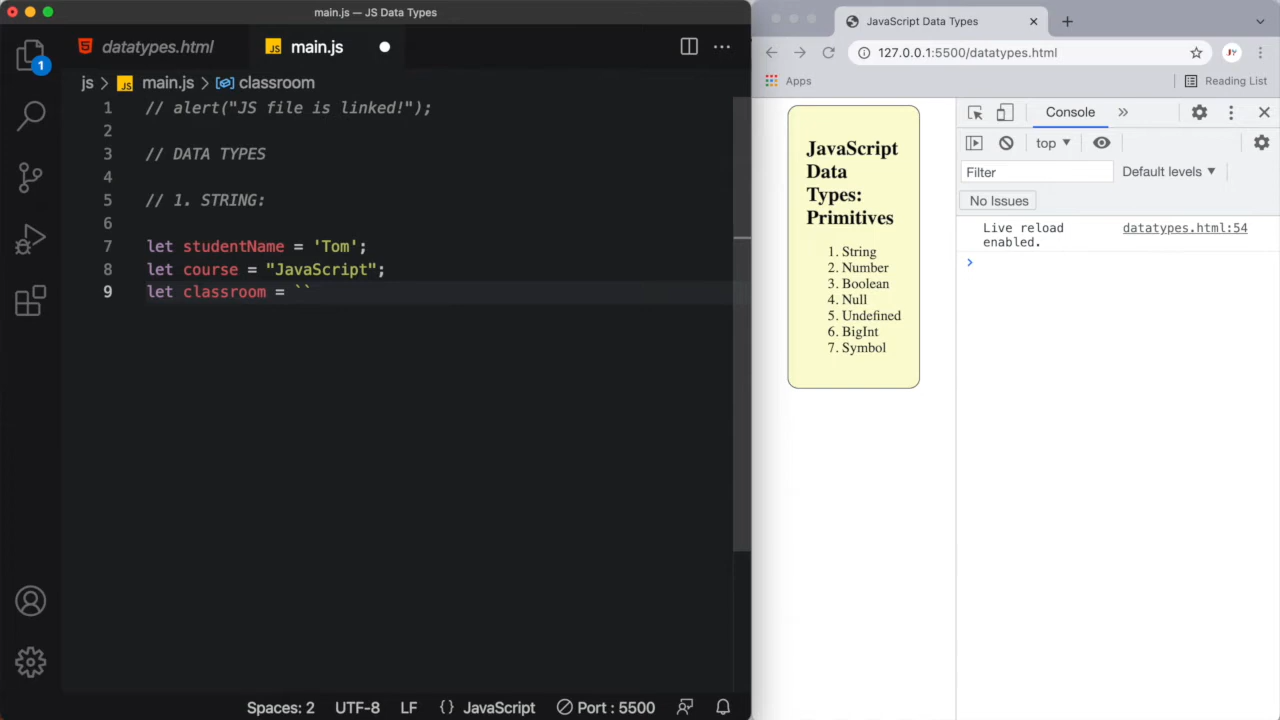 main.js — JS Data Types
datatypes.html
main.js
js > main.js > classroom
1 // alert("JS file is linked!");
2
3 // DATA TYPES
4
5 // 1. STRING:
6
7 let studentName = 'Tom';
8 let course = "JavaScript";
9 let classroom = ``
1
Spaces: 2 UTF-8 LF {} JavaScript Port : 5500
JavaScript Data Types
127.0.0.1:5500/datatypes.html
JY
Apps
Reading List
JavaScript
Data
Types:
Primitives
1. String
2. Number
3. Boolean
4. Null
5. Undefined
6. BigInt
7. Symbol
Console
top
Filter
Default levels
No Issues
Live reload datatypes.html:54
enabled.